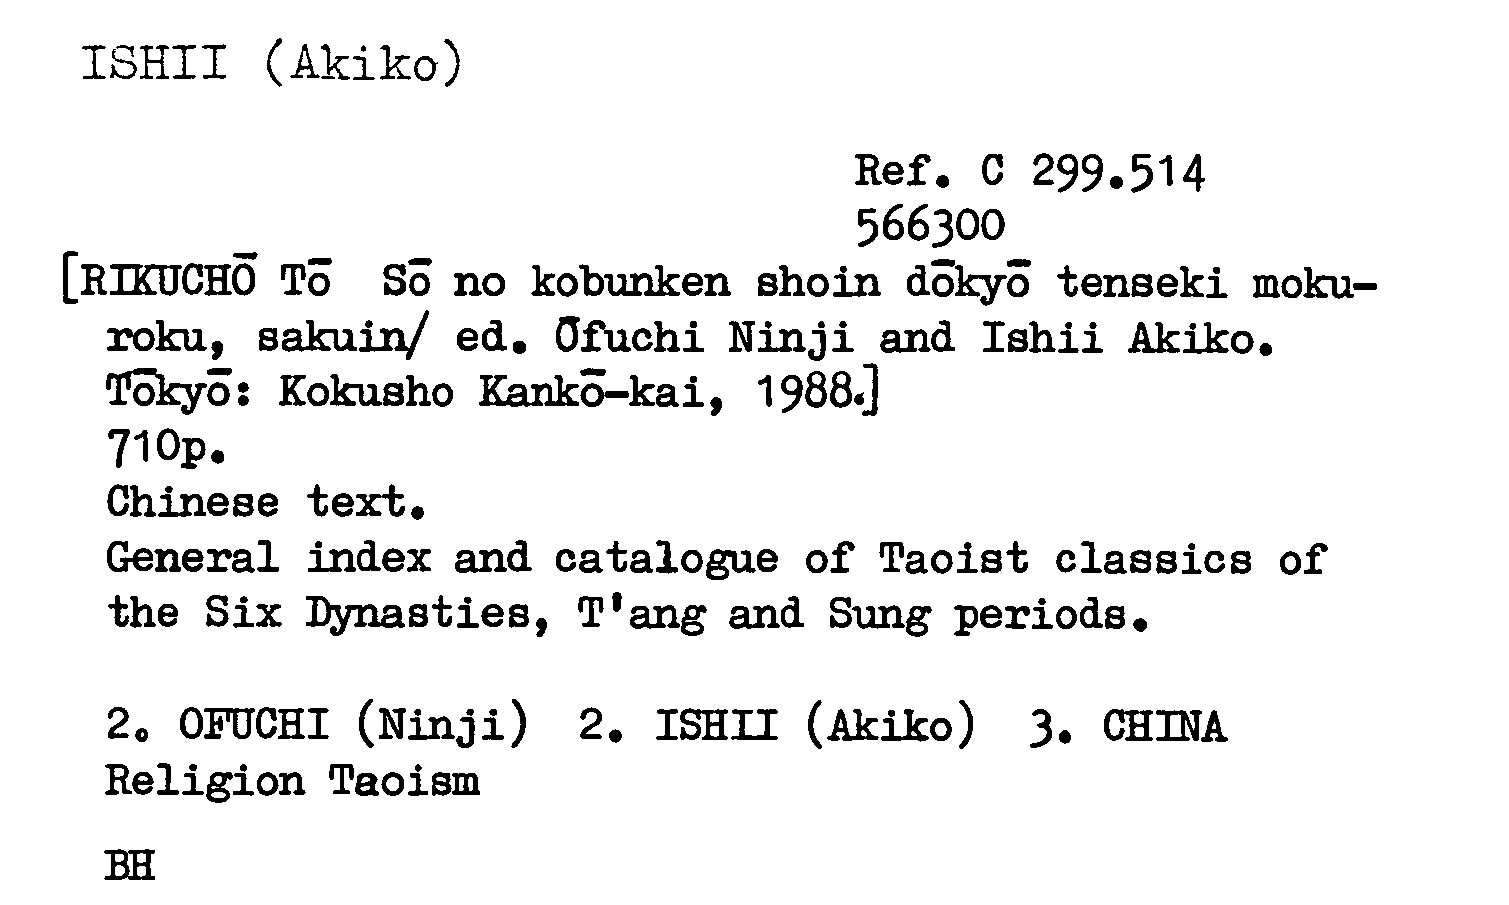 ISHII (Akiko)
Ref. C 299.514
566300
[RIKUCHŌ Tō Sō no kobunken shoin dōkyō tenseki moku-
roku, sakuin/ ed. Ōfuchi Ninji and Ishii Akiko.
Tōkyō: Kokusho Kankō-kai, 1988.]
710p.
Chinese text.
General index and catalogue of Taoist classics of
the Six Dynasties, T'ang and Sung periods.
2. OFUCHI (Ninji) 2. ISHII (Akiko) 3. CHINA
Religion Taoism
BH